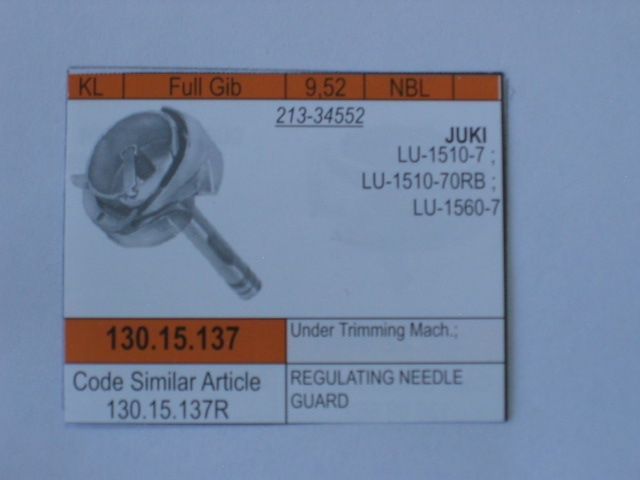 KL Full Gib 9,52 NBL
213-34552
JUKI
LU-1510-7 ;
LU-1510-70RB ;
LU-1560-7
130.15.137
Under Trimming Mach.;
Code Similar Article
130.15.137R
REGULATING NEEDLE
GUARD